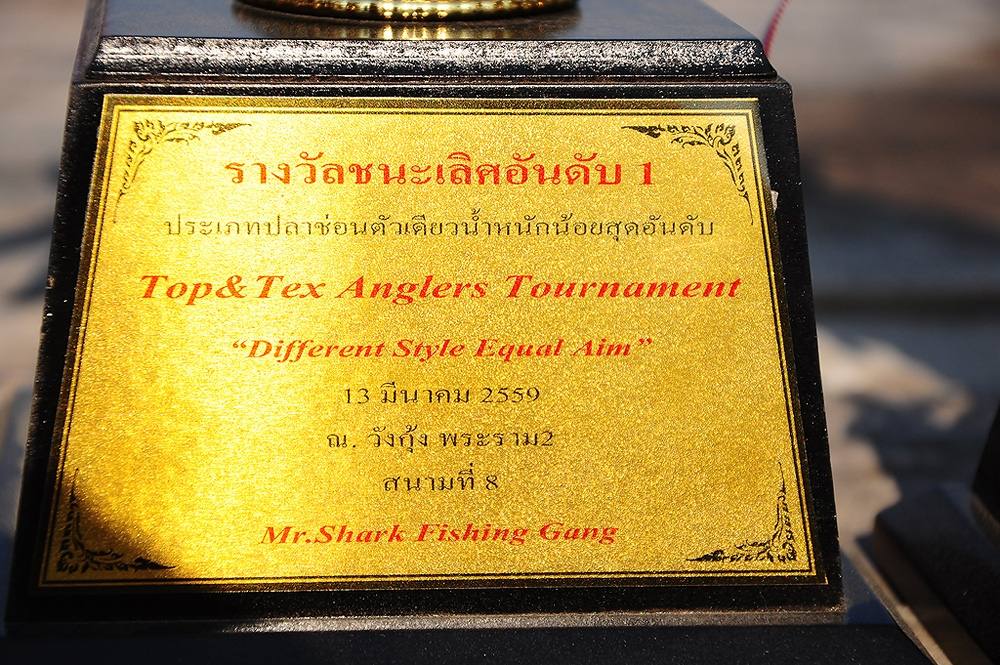 รางวัลชนะเลิศอันดับ 1
ประเภทปลาช่อนตัวเดียวน้ำหนักน้อยสุดอันดับ
Top&Tex Anglers Tournament
“Different Style Equal Aim”
13 มีนาคม 2559
ณ. วังกุ้ง พระราม2
สนามที่ 8
Mr.Shark Fishing Gang